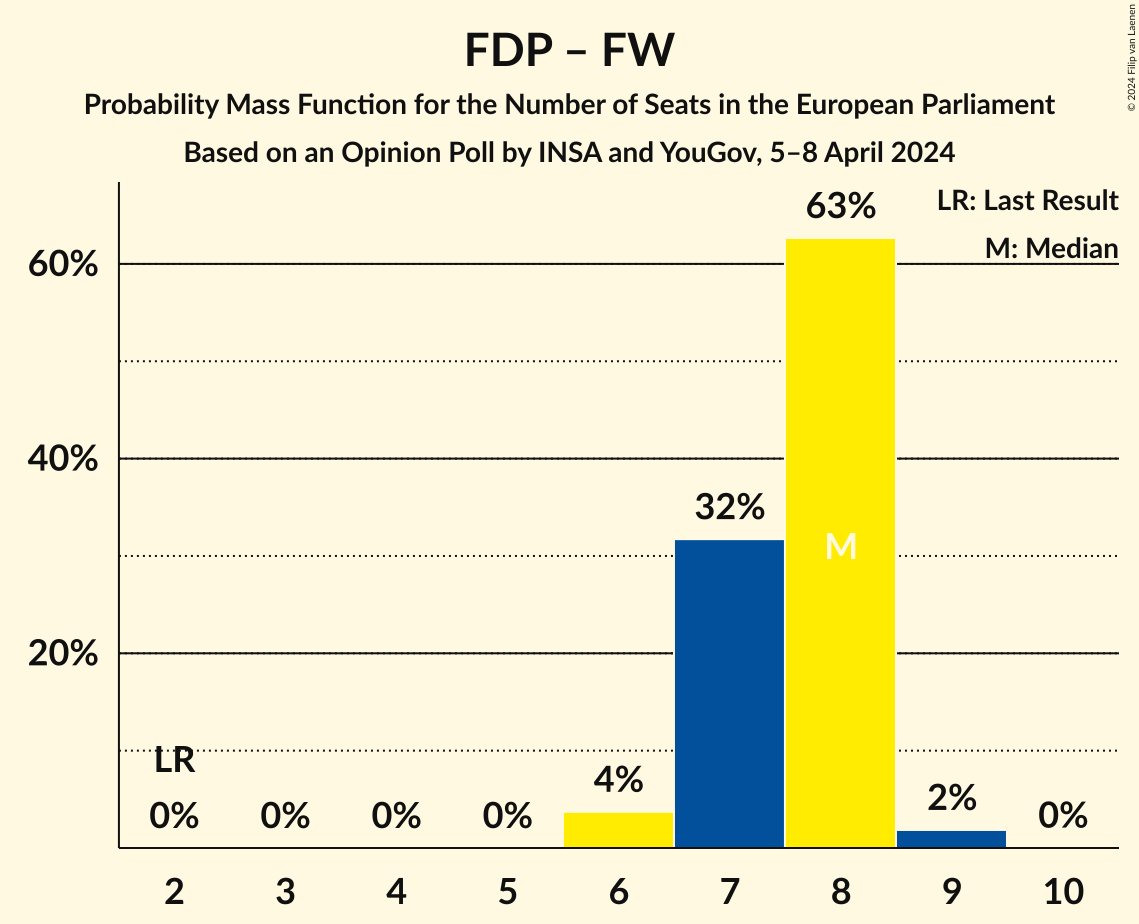 FDP – FW
Probability Mass Function for the Number of Seats in the European Parliament
Based on an Opinion Poll by INSA and YouGov, 5–8 April 2024
© 2024 Filip van Laenen
LR: Last Result
M: Median
63%
60%
40%
32%
M
20%
LR
0%
0%
0%
0%
4%
2%
0%
2
3
4
5
6
7
8
9
10